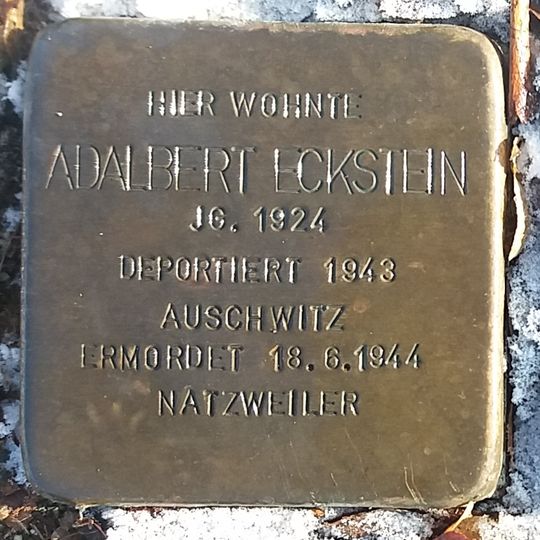 HIER WOHNTE
ADALBERT ECKSTEIN
JG. 1924
DEPORTIERT 1943
AUSCHWITZ
ERMORDET 18.6.1944
NATZWEILER